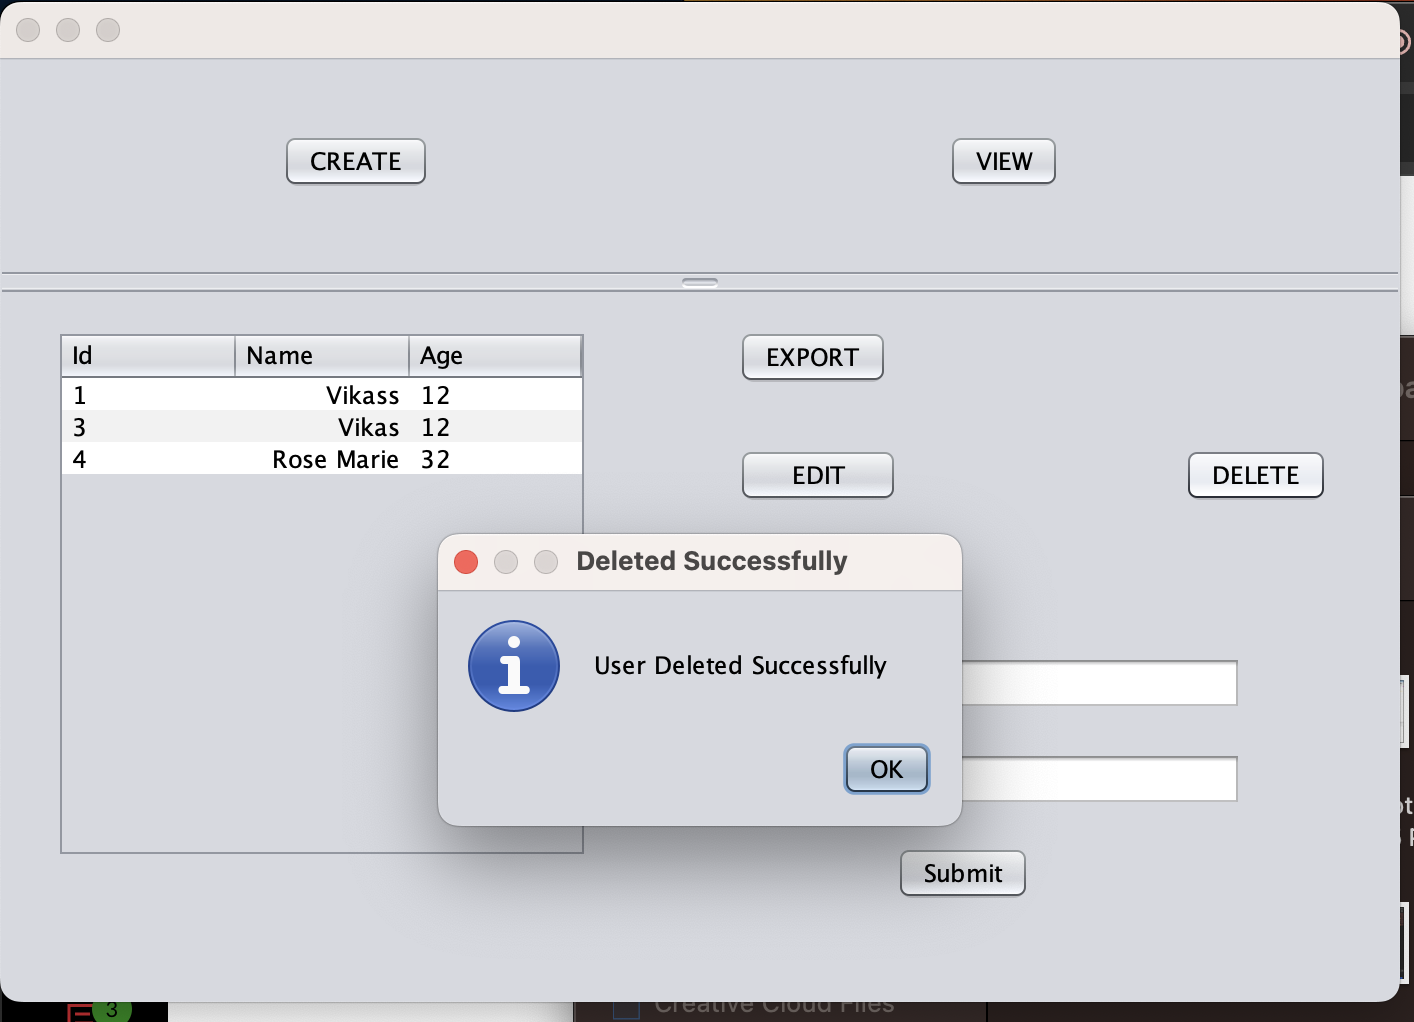 CREATE
VIEW
Id Name Age
1 Vikass 12
3 Vikas 12
4 Rose Marie 32
EXPORT
EDIT
DELETE
Deleted Successfully
User Deleted Successfully
OK
Submit
3
Creative Cloud Files